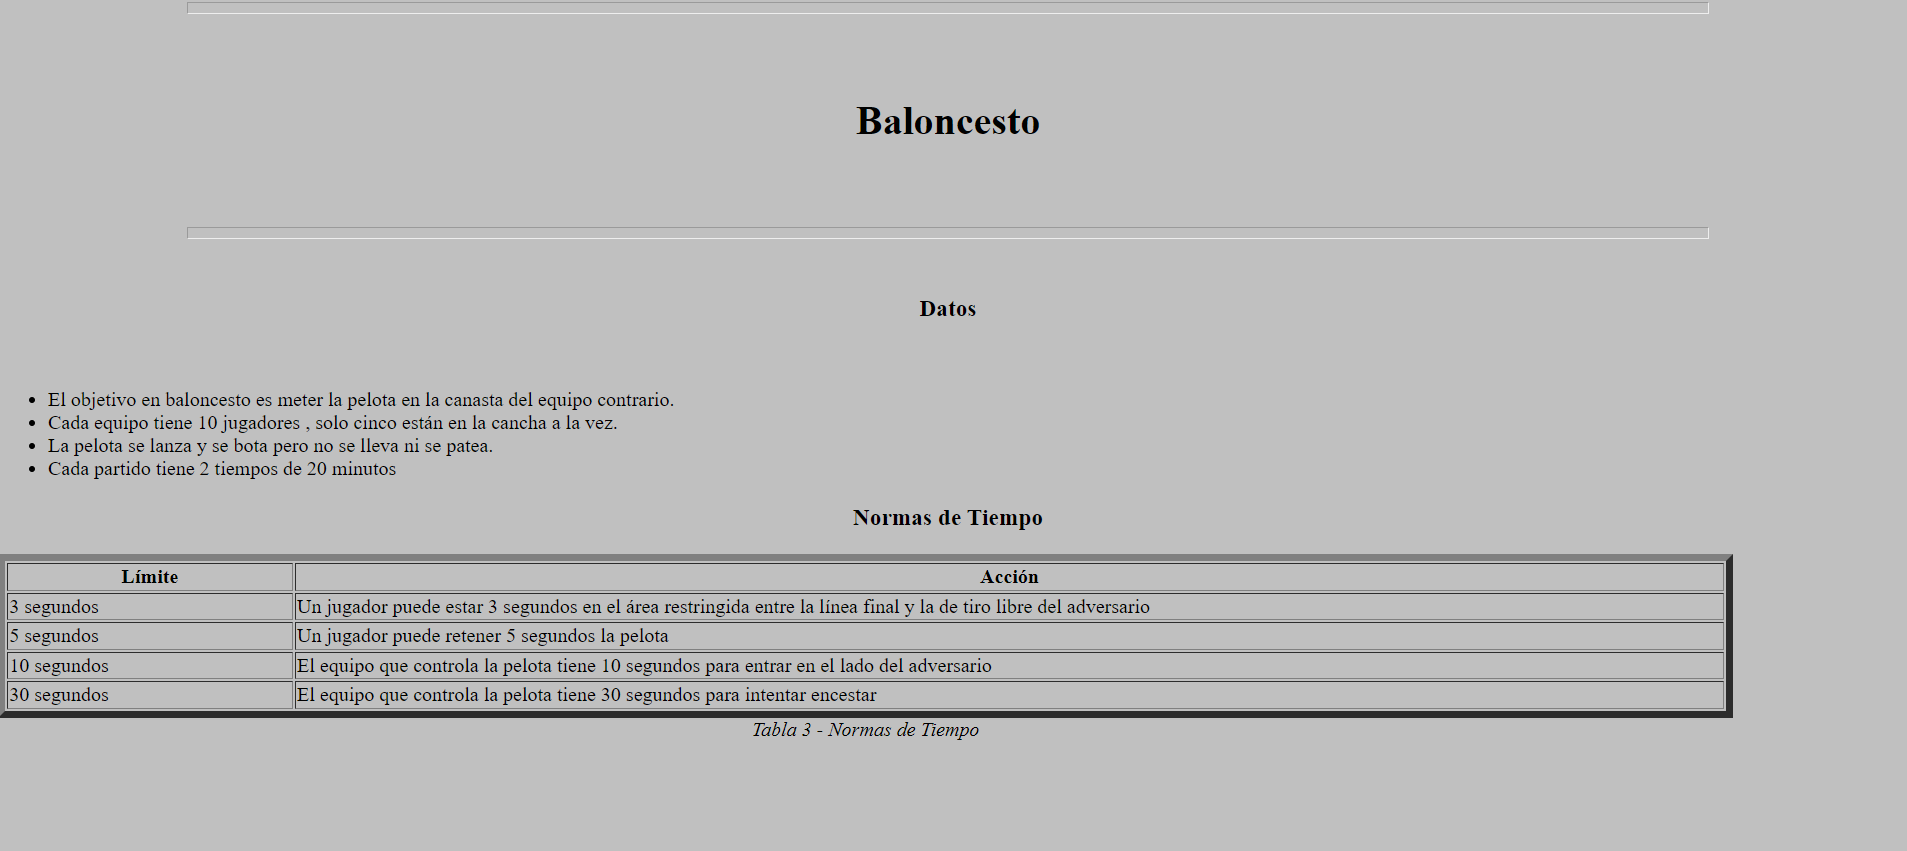 Baloncesto
Datos
El objetivo en baloncesto es meter la pelota en la canasta del equipo contrario.
Cada equipo tiene 10 jugadores , solo cinco están en la cancha a la vez.
La pelota se lanza y se bota pero no se lleva ni se patea.
Cada partido tiene 2 tiempos de 20 minutos
Normas de Tiempo
Límite Acción
3 segundos Un jugador puede estar 3 segundos en el área restringida entre la línea final y la de tiro libre del adversario
5 segundos Un jugador puede retener 5 segundos la pelota
10 segundos El equipo que controla la pelota tiene 10 segundos para entrar en el lado del adversario
30 segundos El equipo que controla la pelota tiene 30 segundos para intentar encestar
Tabla 3 - Normas de Tiempo